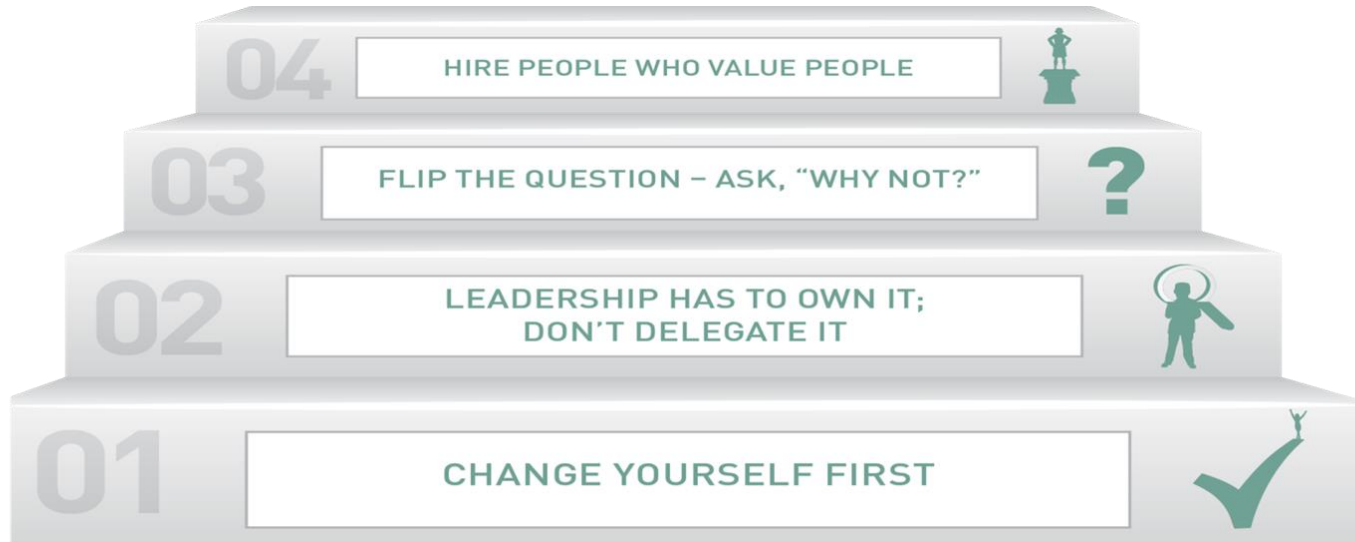 04
HIRE PEOPLE WHO VALUE PEOPLE
03
FLIP THE QUESTION – ASK, “WHY NOT?”
?
02
LEADERSHIP HAS TO OWN IT;
DON’T DELEGATE IT
01
CHANGE YOURSELF FIRST